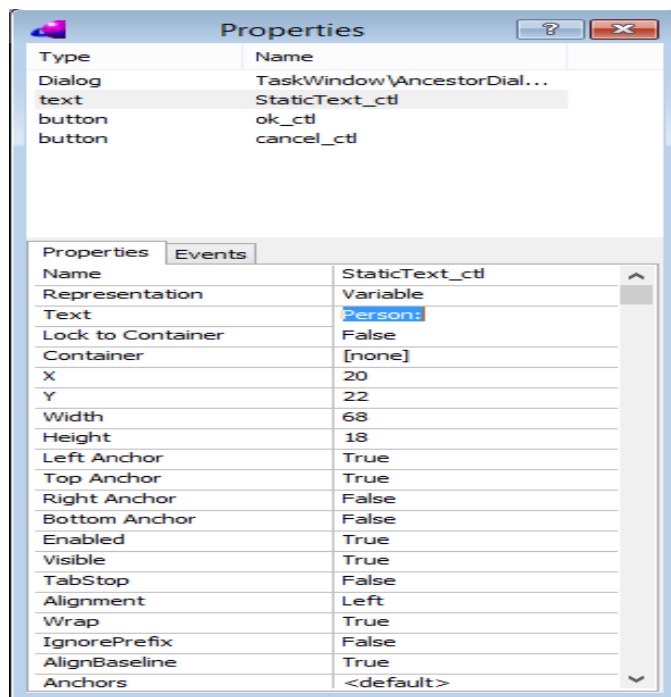 Properties ?
Type Name
Dialog TaskWindow\AncestorDial...
text StaticText_ctl
button ok_ctl
button cancel_ctl
Properties Events
Name StaticText_ctl
Representation Variable
Text Person:
Lock to Container False
Container [none]
X 20
Y 22
Width 68
Height 18
Left Anchor True
Top Anchor True
Right Anchor False
Bottom Anchor False
Enabled True
Visible True
TabStop False
Alignment Left
Wrap True
IgnorePrefix False
AlignBaseline True
Anchors <default>